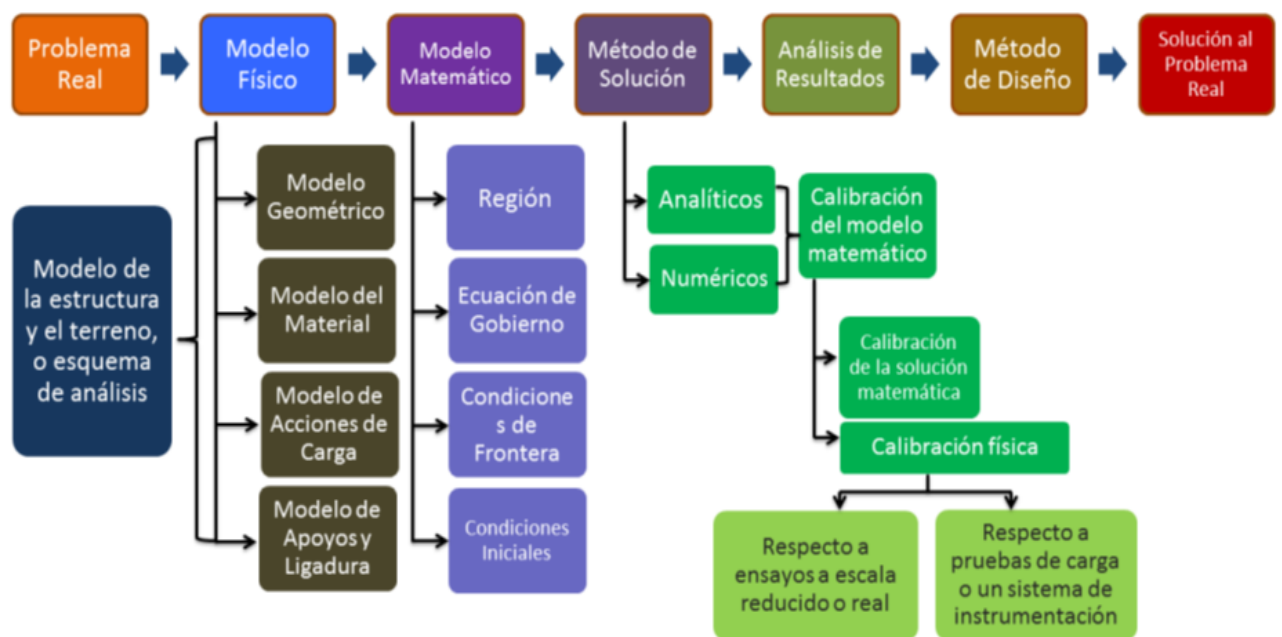 Problema
Real
Modelo
Físico
Modelo
Matemático
Método de
Solución
Análisis de
Resultados
Método
de Diseño
Solución al
Problema
Real
Modelo de
la estructura
y el terreno,
o esquema
de análisis
Modelo
Geométrico
Modelo del
Material
Modelo de
Acciones de
Carga
Modelo de
Apoyos y
Ligadura
Región
Ecuación de
Gobierno
Condicione
s de
Frontera
Condiciones
Iniciales
Analíticos
Numéricos
Calibración
del modelo
matemático
Calibración
de la solución
matemática
Calibración física
Respecto a
ensayos a escala
reducido o real
Respecto a
pruebas de carga
o un sistema de
instrumentación